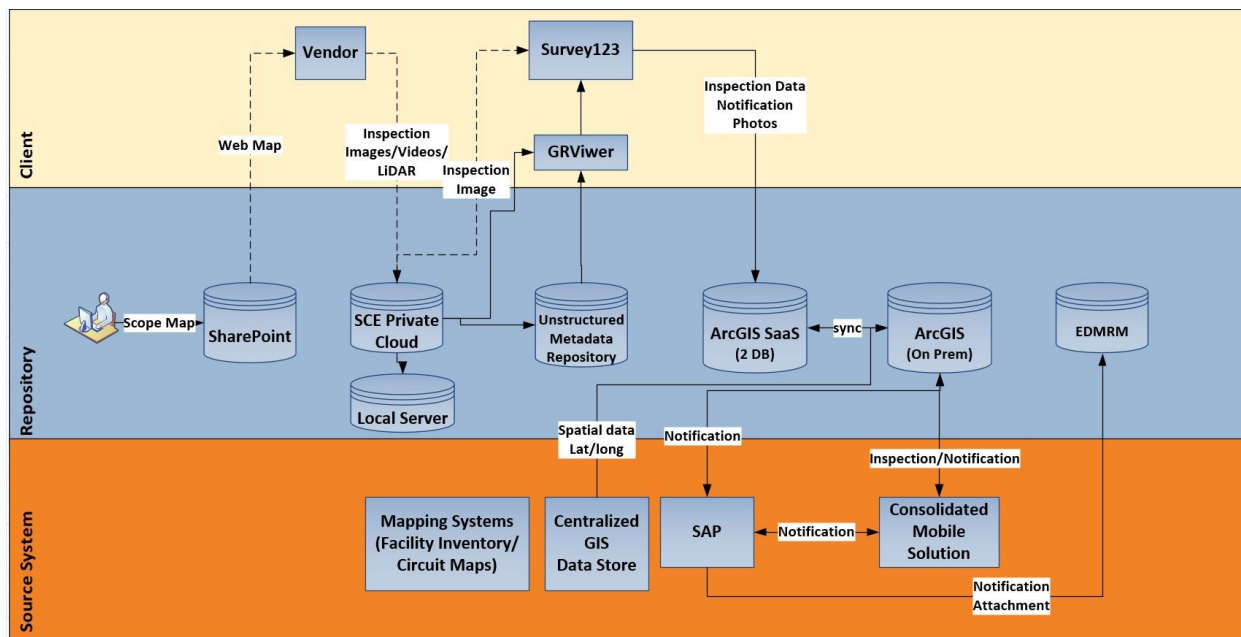 Client
Vendor
Survey123
Web Map
Inspection
Images/Videos/
LiDAR
Inspection
Image
GRViwer
Inspection Data
Notification
Photos
Repository
Scope Map
SharePoint
SCE Private
Cloud
Local Server
Unstructured
Metadata
Repository
ArcGIS SaaS
(2 DB)
sync
ArcGIS
(On Prem)
EDMRM
Spatial data
Lat/long
Notification
Inspection/Notification
Source System
Mapping Systems
(Facility Inventory/
Circuit Maps)
Centralized
GIS
Data Store
SAP
Notification
Consolidated
Mobile
Solution
Notification
Attachment